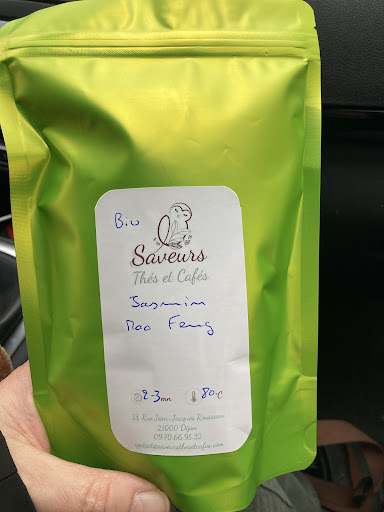 Bio
Saveurs
Thés et Cafés
Jasmin
Mao Feng
2-3mn 80°C
13 Rue Jean-Jacques Rousseau
21000 Dijon
09.70.66.95.32